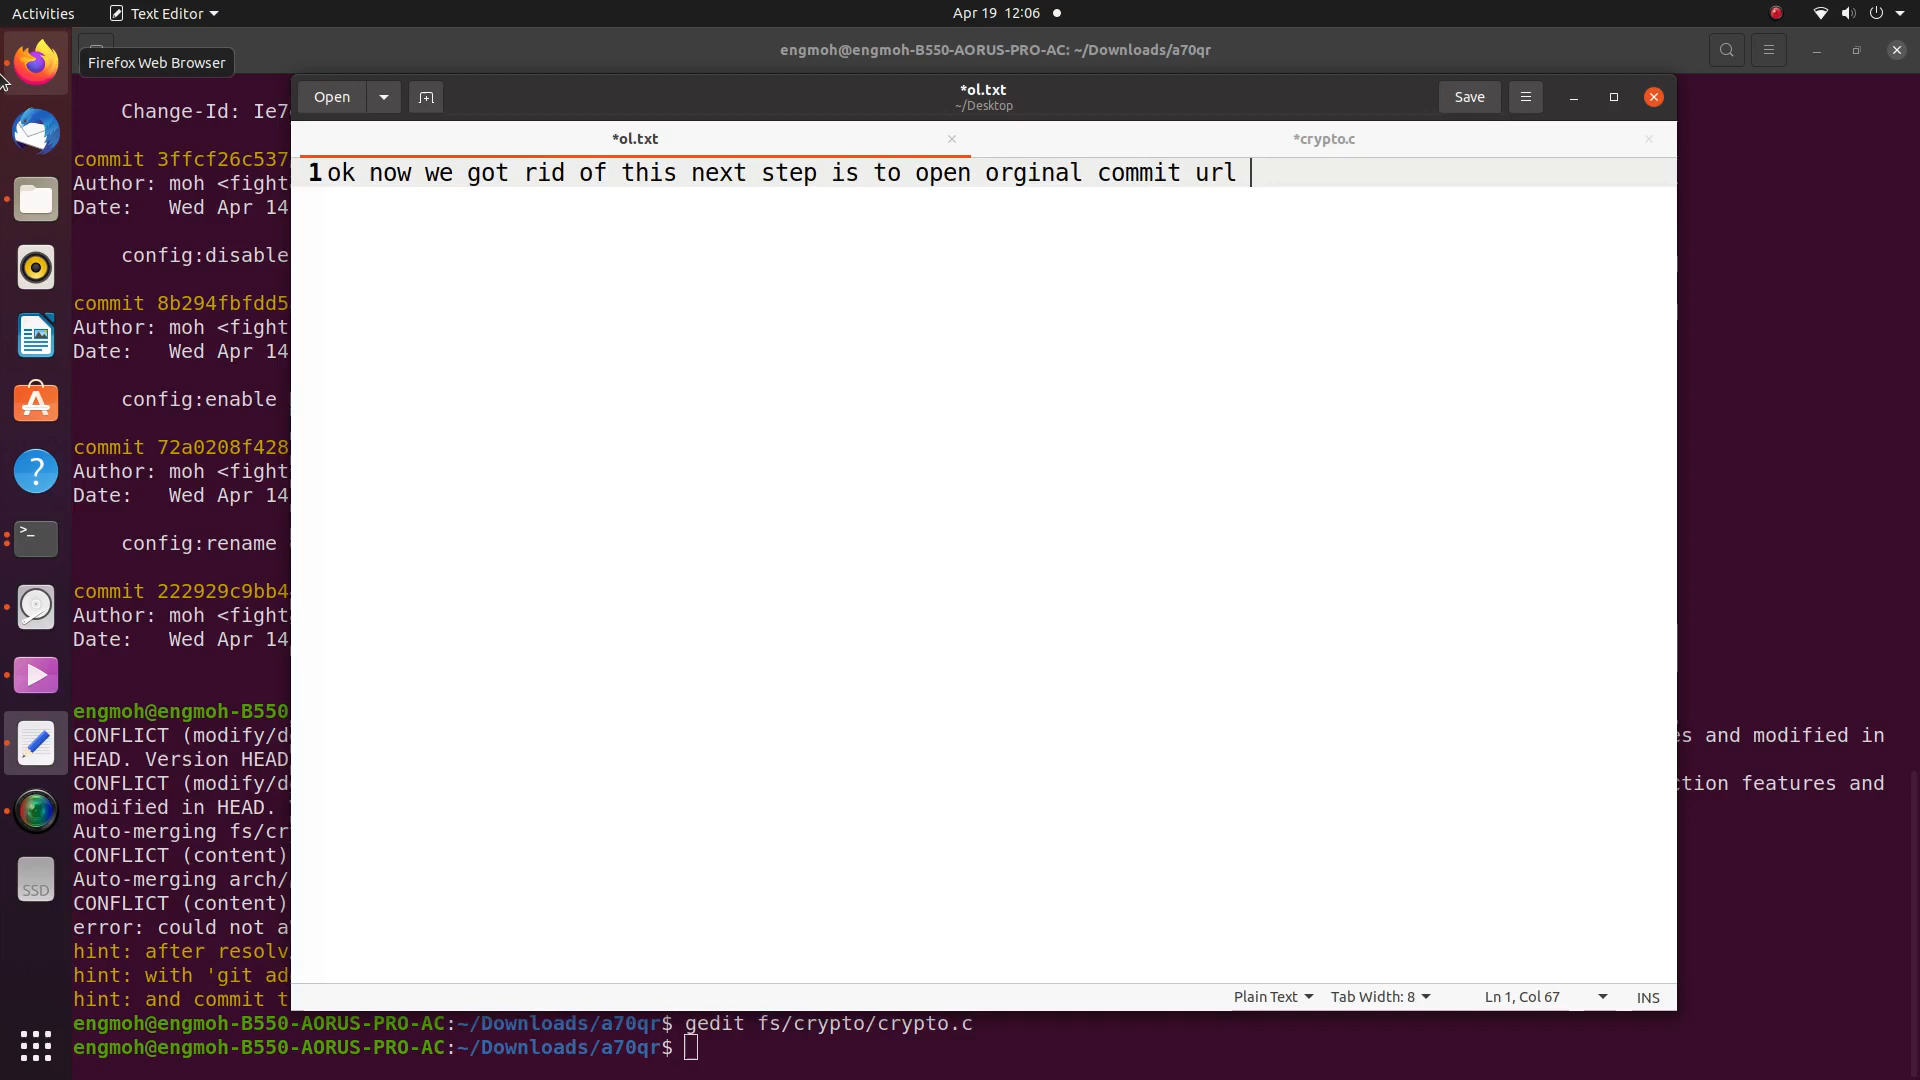 Activities
Text Editor
Apr 19 12:06
engmoh@engmoh-B550-AORUS-PRO-AC: ~/Downloads/a70qr
Firefox Web Browser
Open
*ol.txt
~/Desktop
Save
*ol.txt
*crypto.c
1 ok now we got rid of this next step is to open orginal commit url
Change-Id: Ie7
commit 3ffcf26c537
Author: moh <fight
Date: Wed Apr 14
config:disable
commit 8b294fbfdd5
Author: moh <fight
Date: Wed Apr 14
config:enable
commit 72a0208f428
Author: moh <fight
Date: Wed Apr 14
config:rename
commit 222929c9bb4
Author: moh <fight
Date: Wed Apr 14
engmoh@engmoh-B550
CONFLICT (modify/d
s and modified in
HEAD. Version HEAD
CONFLICT (modify/d
ction features and
modified in HEAD.
Auto-merging fs/cr
CONFLICT (content)
Auto-merging arch/
CONFLICT (content)
error: could not a
hint: after resolv
hint: with 'git ad
hint: and commit t
Plain Text
Tab Width: 8
Ln 1, Col 67
INS
engmoh@engmoh-B550-AORUS-PRO-AC:~/Downloads/a70qr$ gedit fs/crypto/crypto.c
engmoh@engmoh-B550-AORUS-PRO-AC:~/Downloads/a70qr$
SSD